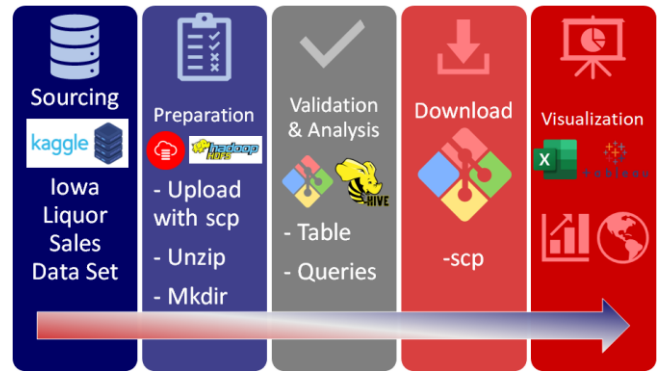 Sourcing
kaggle
Iowa
Liquor
Sales
Data Set
Preparation
hadoop
HDFS
- Upload
with scp
- Unzip
- Mkdir
Validation
& Analysis
HIVE
- Table
- Queries
Download
-scp
Visualization
X
+ a b l e a u